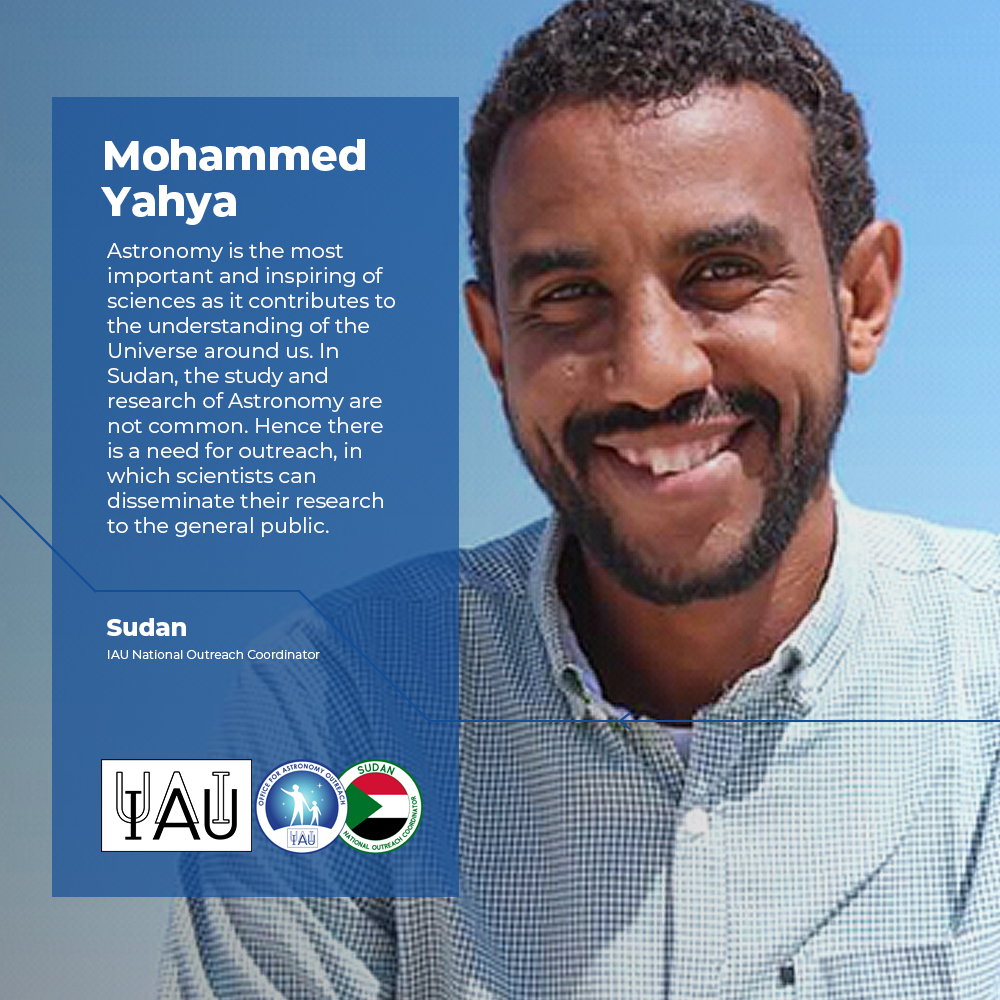 Mohammed
Yahya
Astronomy is the most
important and inspiring of
sciences as it contributes to
the understanding of the
Universe around us. In
Sudan, the study and
research of Astronomy are
not common. Hence there
is a need for outreach, in
which scientists can
disseminate their research
to the general public.
Sudan
IAU National Outreach Coordinator
IAU
OFFICE FOR ASTRONOMY OUTREACH
IAU
SUDAN
NATIONAL OUTREACH COORDINATOR